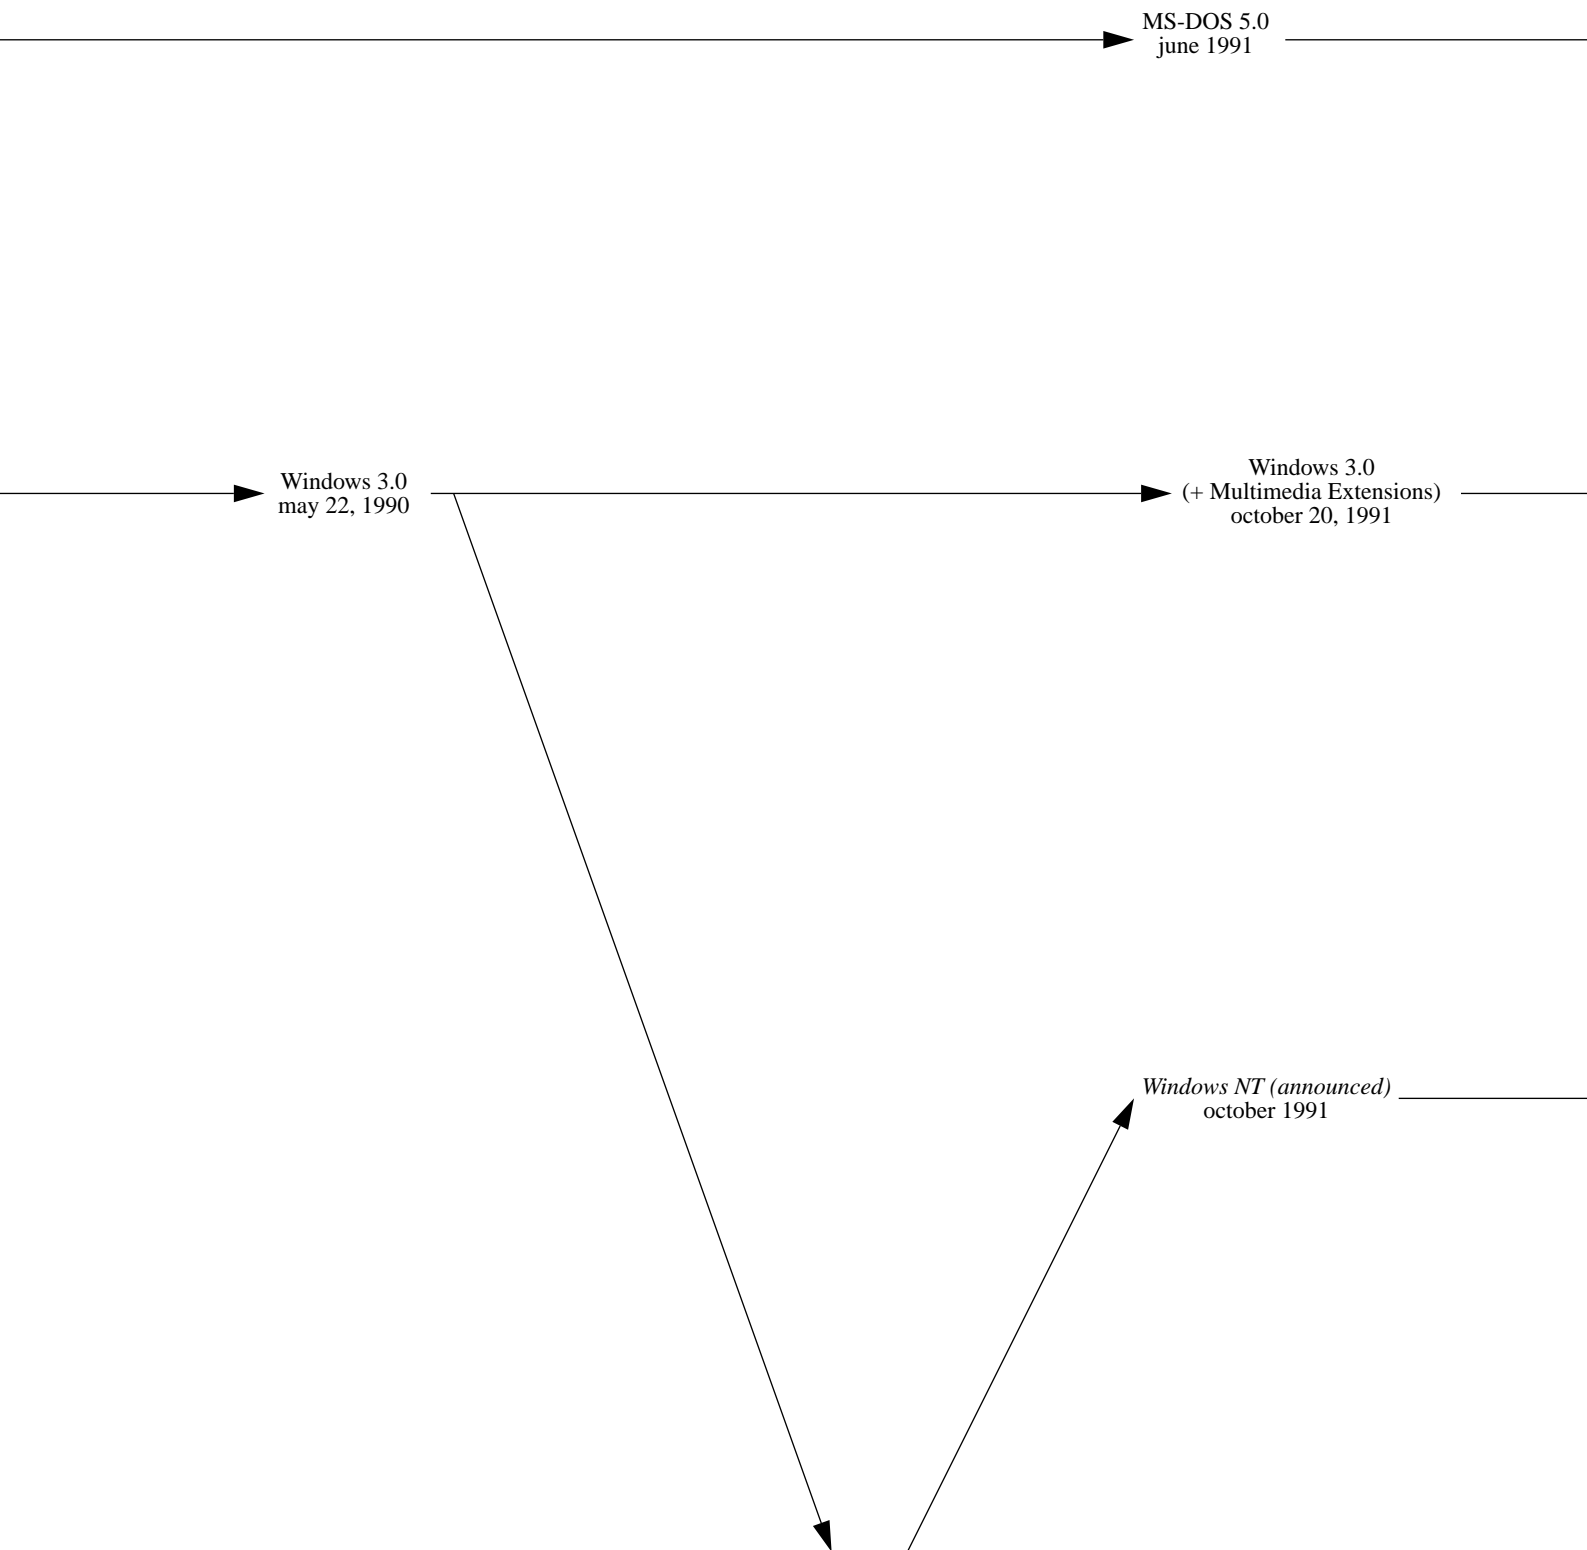 MS-DOS 5.0
june 1991
Windows 3.0
may 22, 1990
Windows 3.0
(+ Multimedia Extensions)
october 20, 1991
Windows NT (announced)
october 1991